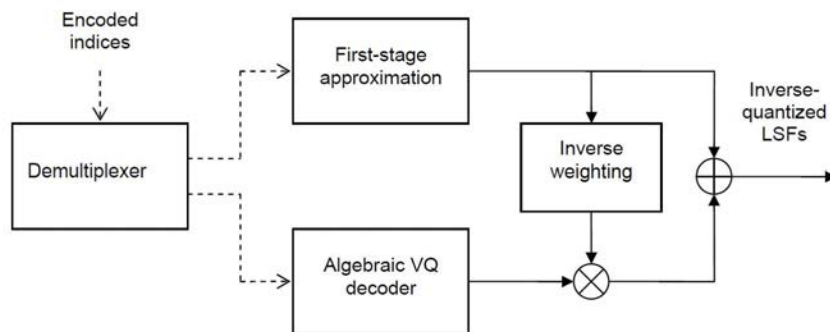 Encoded
indices
First-stage
approximation
Inverse-
quantized
LSFs
Inverse
weighting
Demultiplexer
Algebraic VQ
decoder